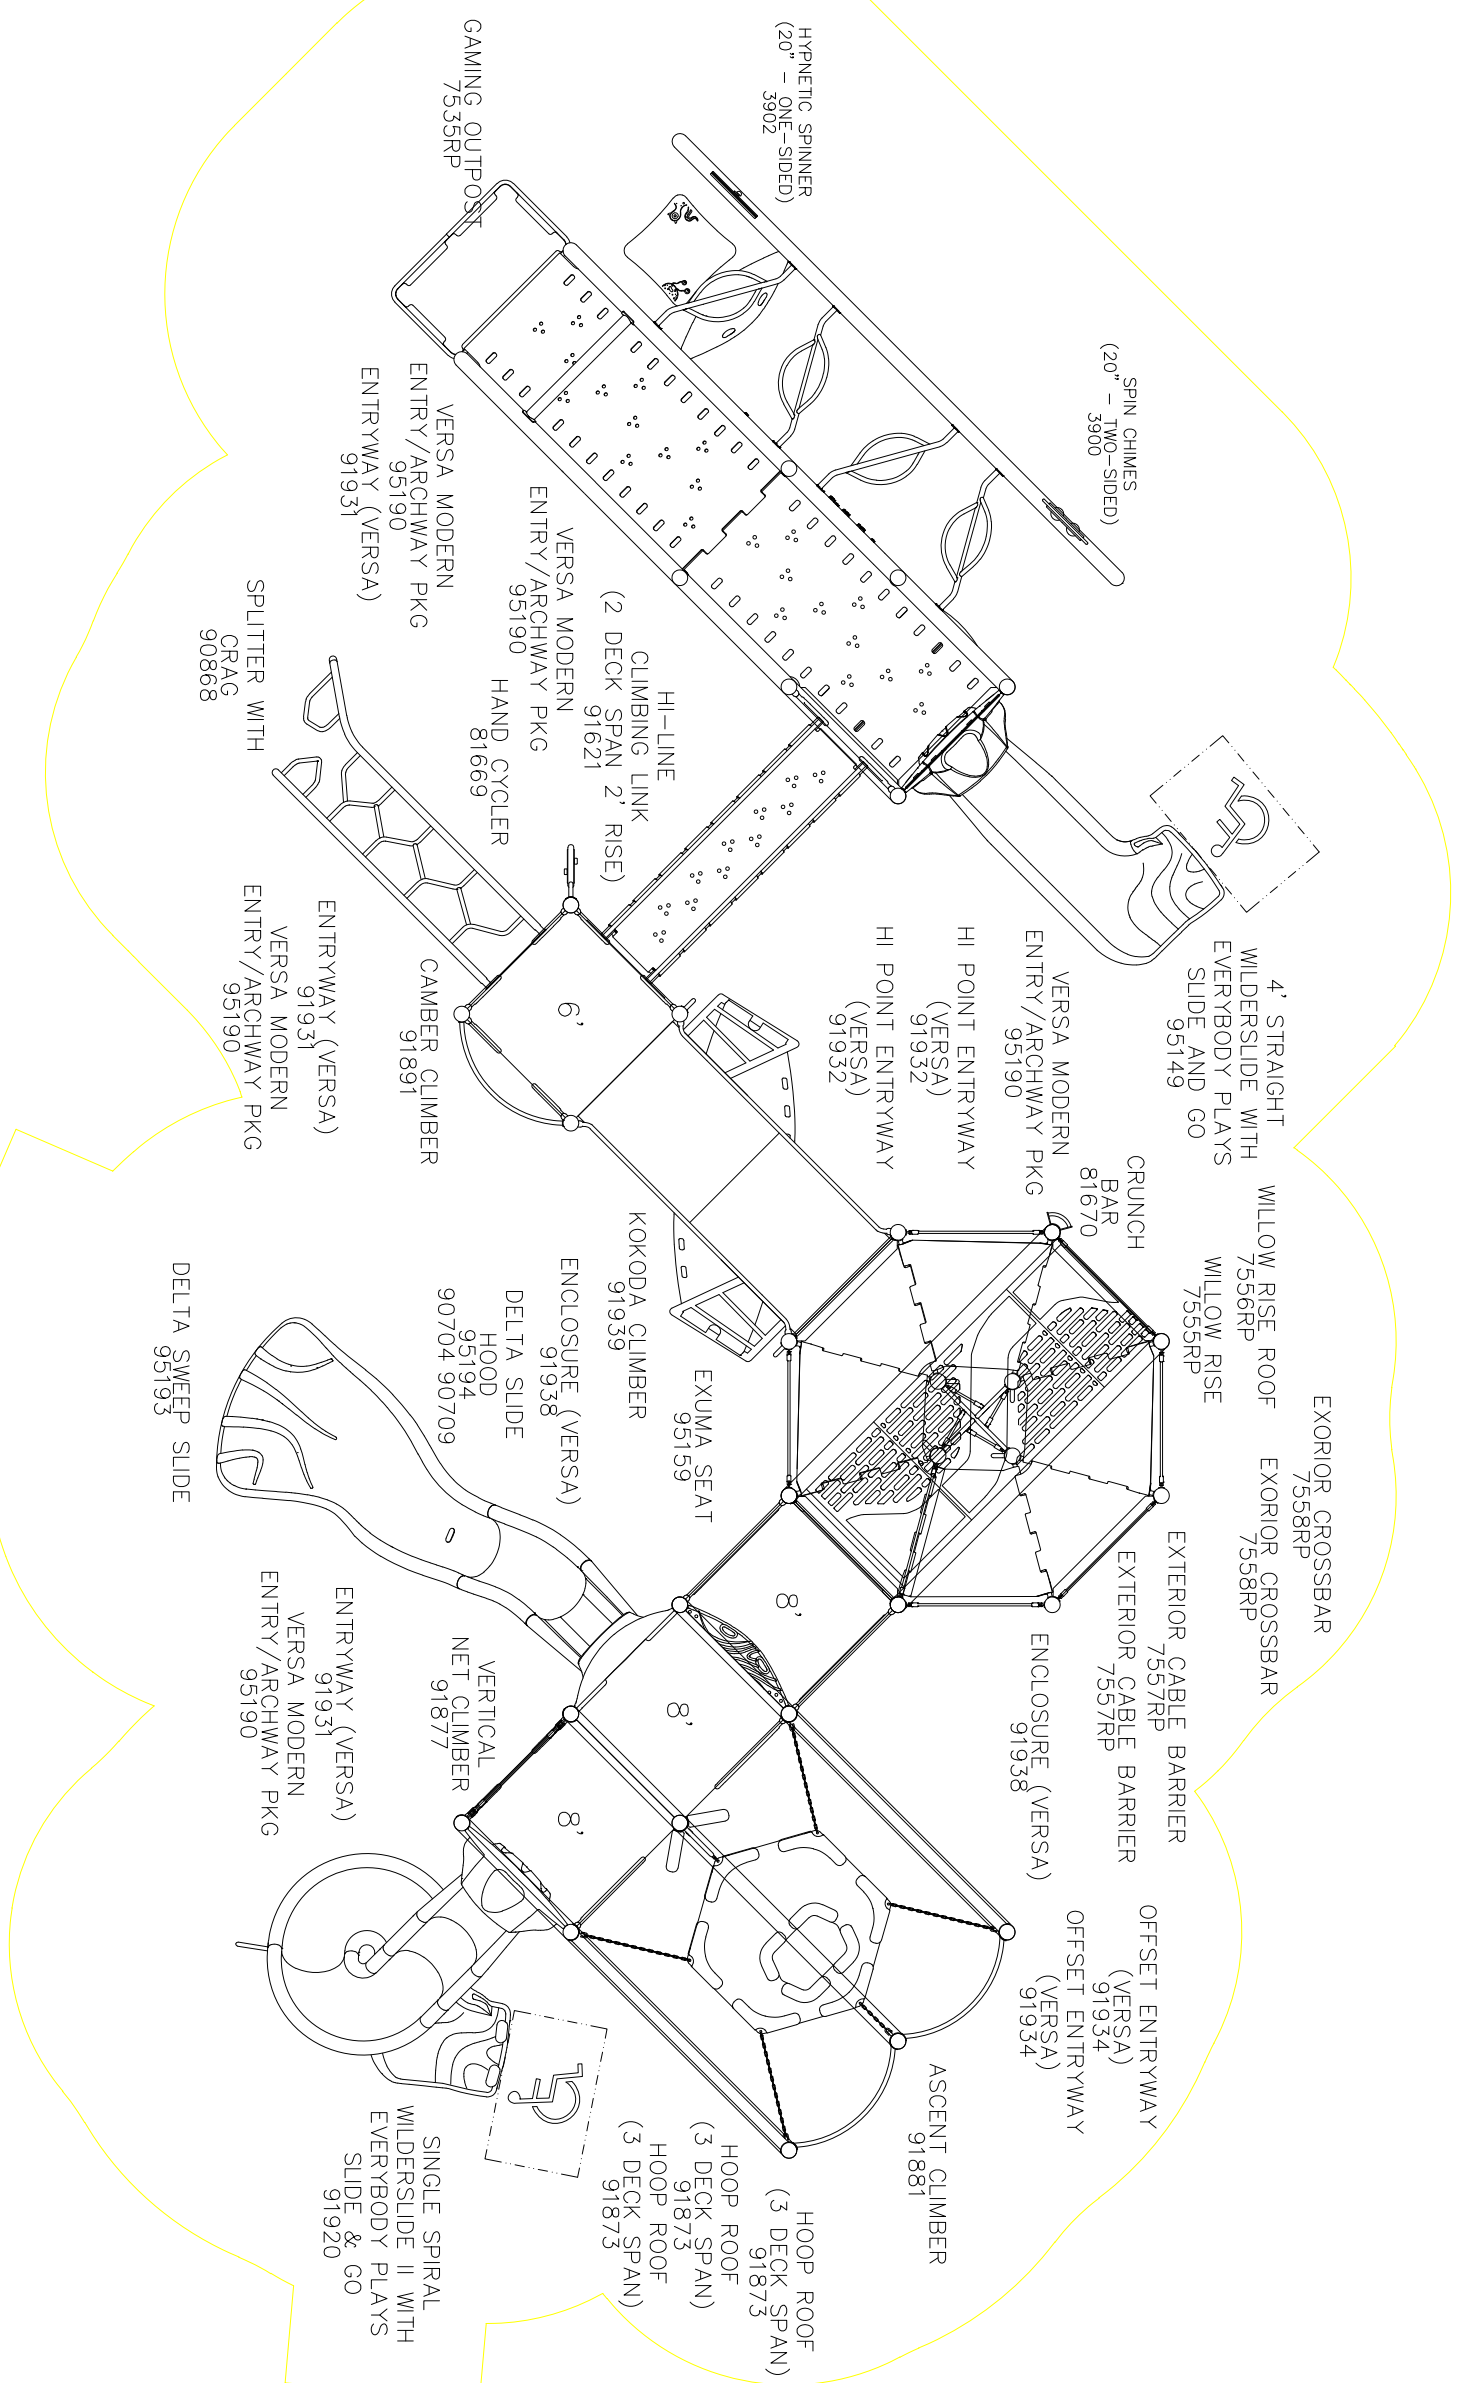 HYPNETIC SPINNER
(20" - ONE-SIDED)
3902
GAMING OUTPOST
7535RP
SPIN CHIMES
(20" - TWO-SIDED)
3900
VERSA MODERN
ENTRY/ARCHWAY PKG
95190
ENTRYWAY (VERSA)
91931
SPLITTER WITH
CRAG
90868
HI-LINE
CLIMBING LINK
(2 DECK SPAN 2' RISE)
91621
VERSA MODERN
ENTRY/ARCHWAY PKG
95190
HAND CYCLER
81669
6'
ENTRYWAY (VERSA)
91931
VERSA MODERN
ENTRY/ARCHWAY PKG
95190
CAMBER CLIMBER
91891
4' STRAIGHT
WILDERSLIDE WITH
EVERYBODY PLAYS
SLIDE AND GO
95149
VERSA MODERN
ENTRY/ARCHWAY PKG
95190
HI POINT ENTRYWAY
(VERSA)
91932
HI POINT ENTRYWAY
(VERSA)
91932
CRUNCH
BAR
81670
WILLOW RISE ROOF
7556RP
WILLOW RISE
7555RP
EXORIOR CROSSBAR
7558RP
EXORIOR CROSSBAR
7558RP
EXUMA SEAT
95159
KOKODA CLIMBER
91939
ENCLOSURE (VERSA)
91938
DELTA SLIDE
HOOD
95194
90704 90709
DELTA SWEEP SLIDE
95193
8'
8'
8'
EXTERIOR CABLE BARRIER
7557RP
EXTERIOR CABLE BARRIER
7557RP
ENCLOSURE (VERSA)
91938
VERTICAL
NET CLIMBER
91877
ENTRYWAY (VERSA)
91931
VERSA MODERN
ENTRY/ARCHWAY PKG
95190
OFFSET ENTRYWAY
(VERSA)
91934
OFFSET ENTRYWAY
(VERSA)
91934
ASCENT CLIMBER
91881
HOOP ROOF
(3 DECK SPAN)
91873
HOOP ROOF
(3 DECK SPAN)
91873
HOOP ROOF
(3 DECK SPAN)
91873
SINGLE SPIRAL
WILDERSLIDE II WITH
EVERYBODY PLAYS
SLIDE & GO
91920